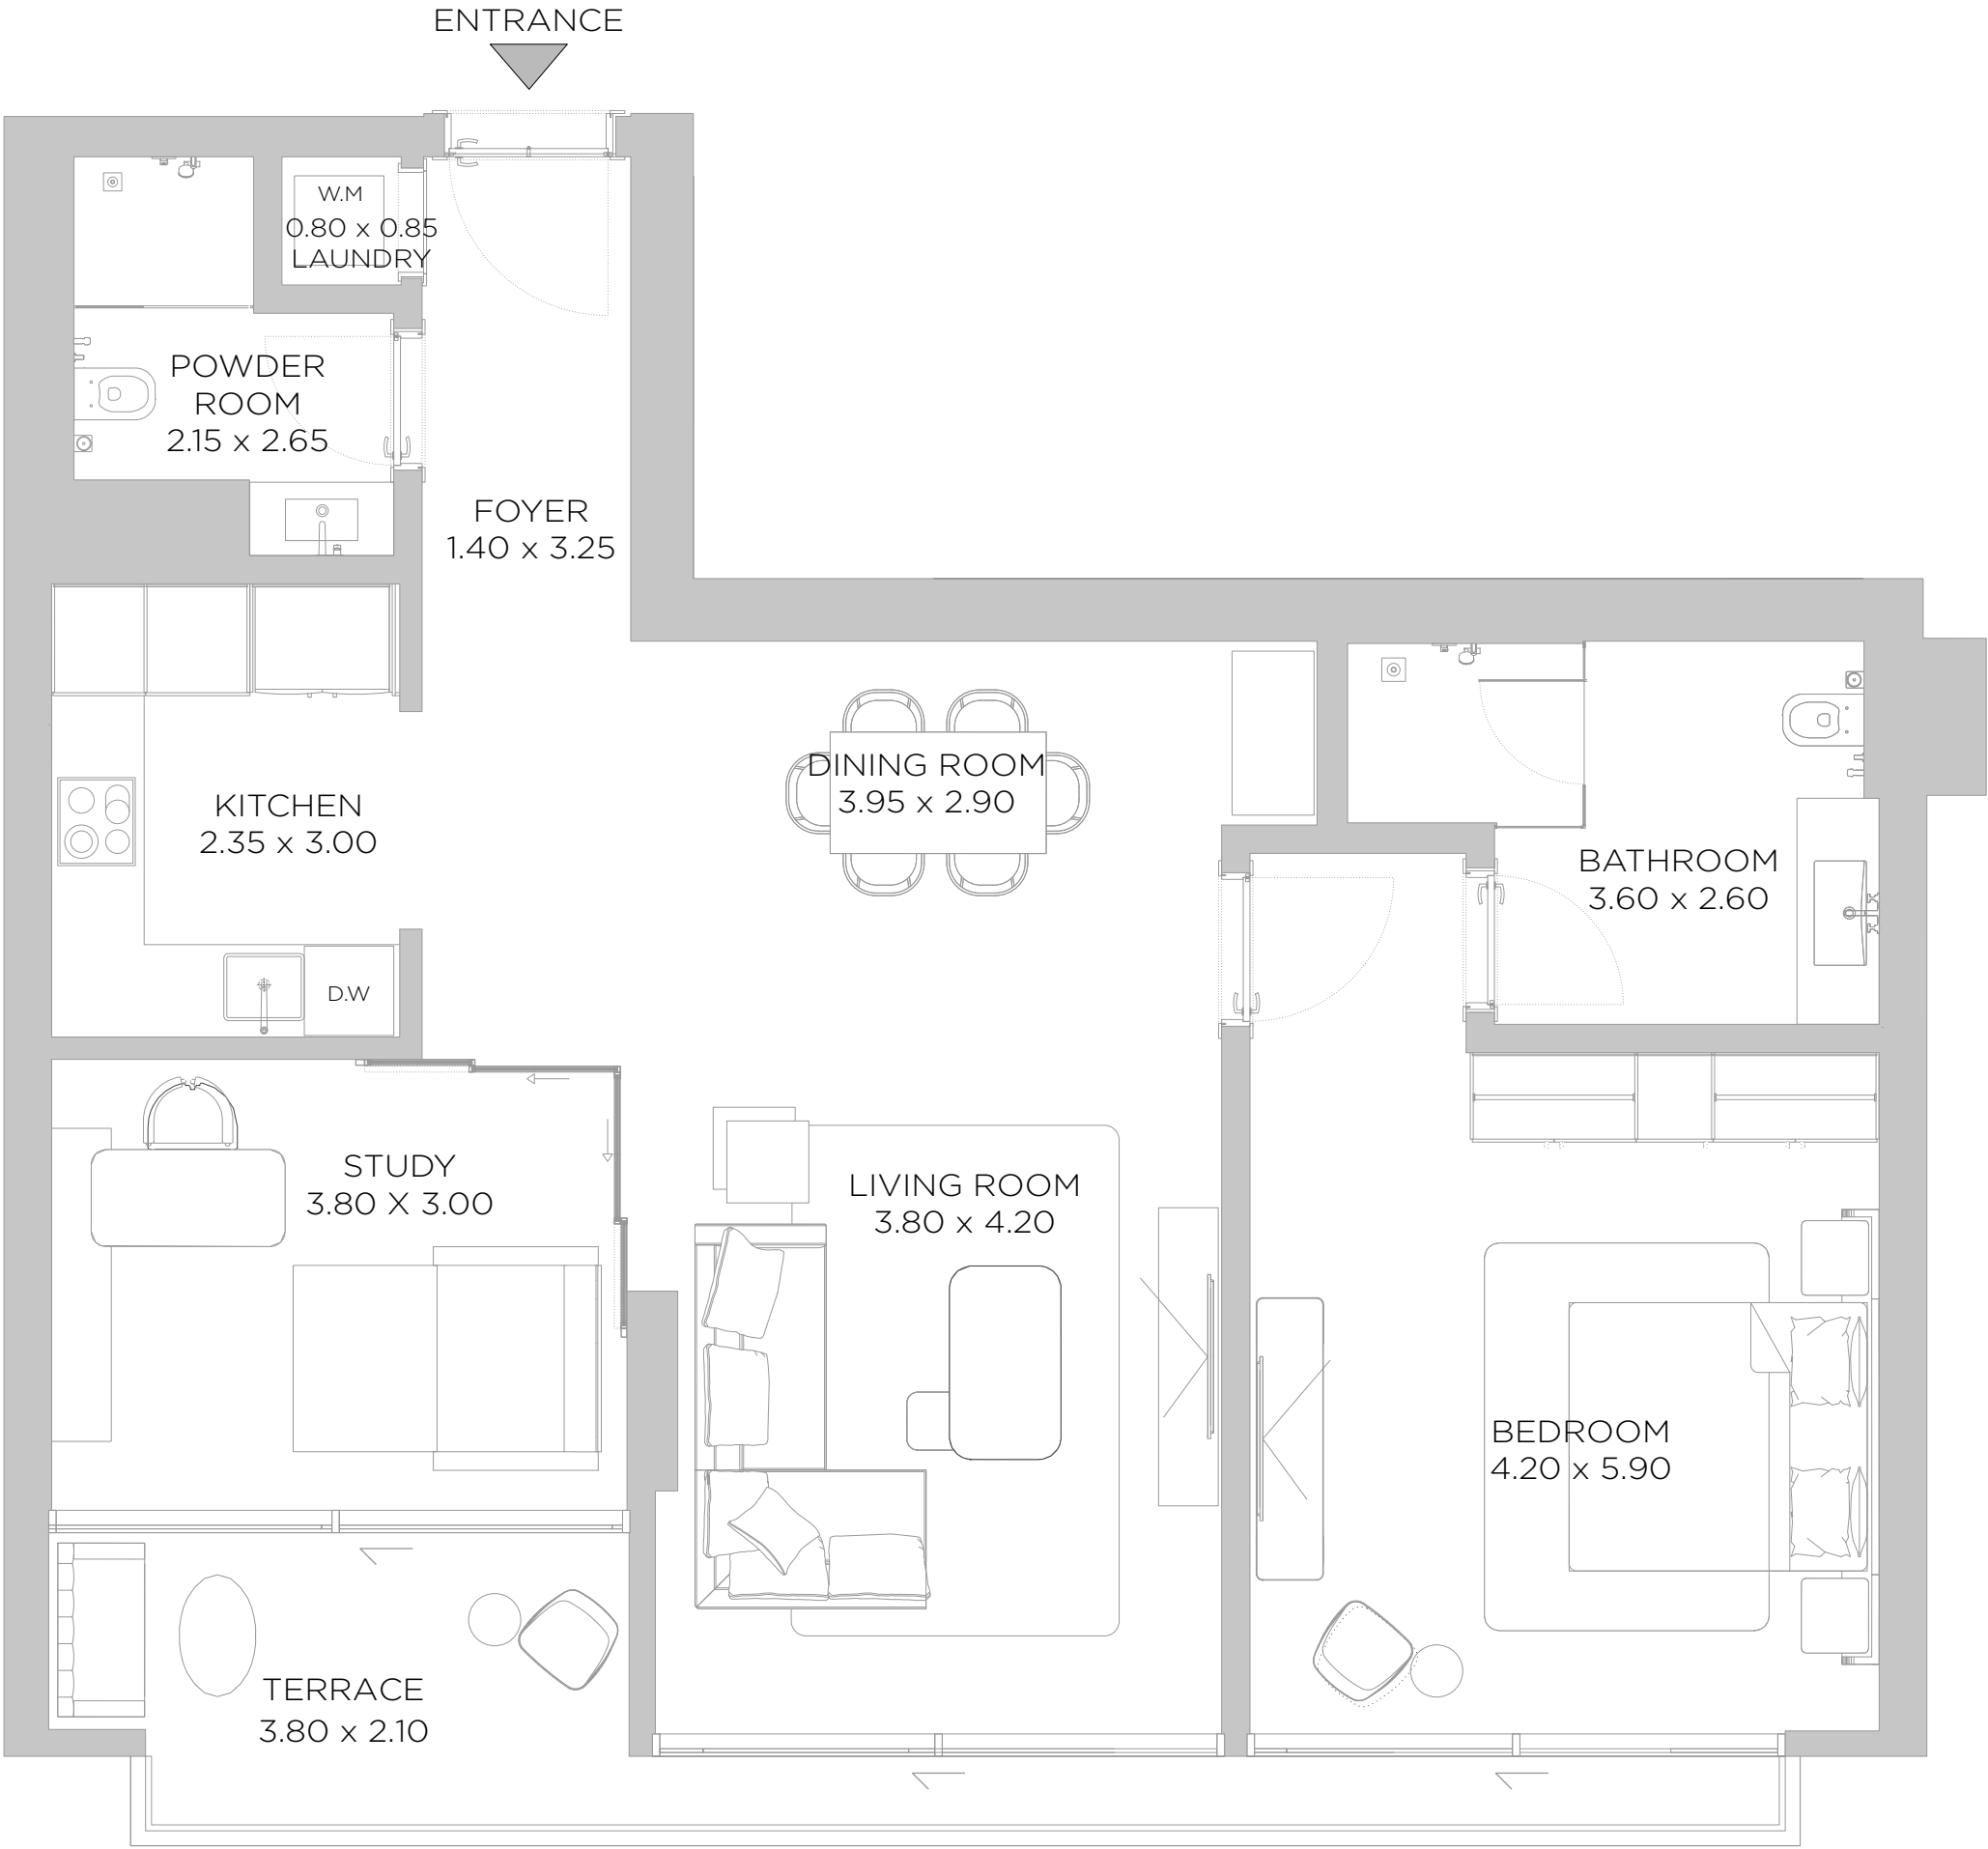 ENTRANCE
W.M
0.80 x 0.85
LAUNDRY
POWDER
ROOM
2.15 x 2.65
FOYER
1.40 x 3.25
DINING ROOM
3.95 x 2.90
KITCHEN
2.35 x 3.00
BATHROOM
3.60 x 2.60
D.W
STUDY
3.80 X 3.00
LIVING ROOM
3.80 x 4.20
BEDROOM
4.20 x 5.90
TERRACE
3.80 x 2.10